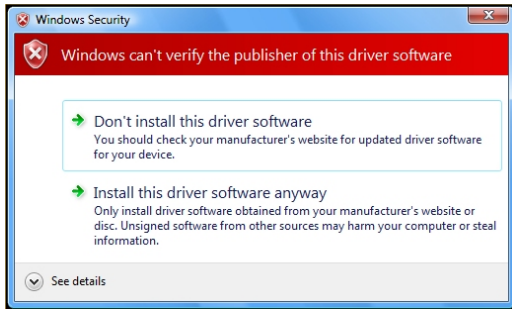 Windows Security
Windows can't verify the publisher of this driver software
Don't install this driver software
You should check your manufacturer's website for updated driver software
for your device.
Install this driver software anyway
Only install driver software obtained from your manufacturer's website or
disc. Unsigned software from other sources may harm your computer or steal
information.
See details